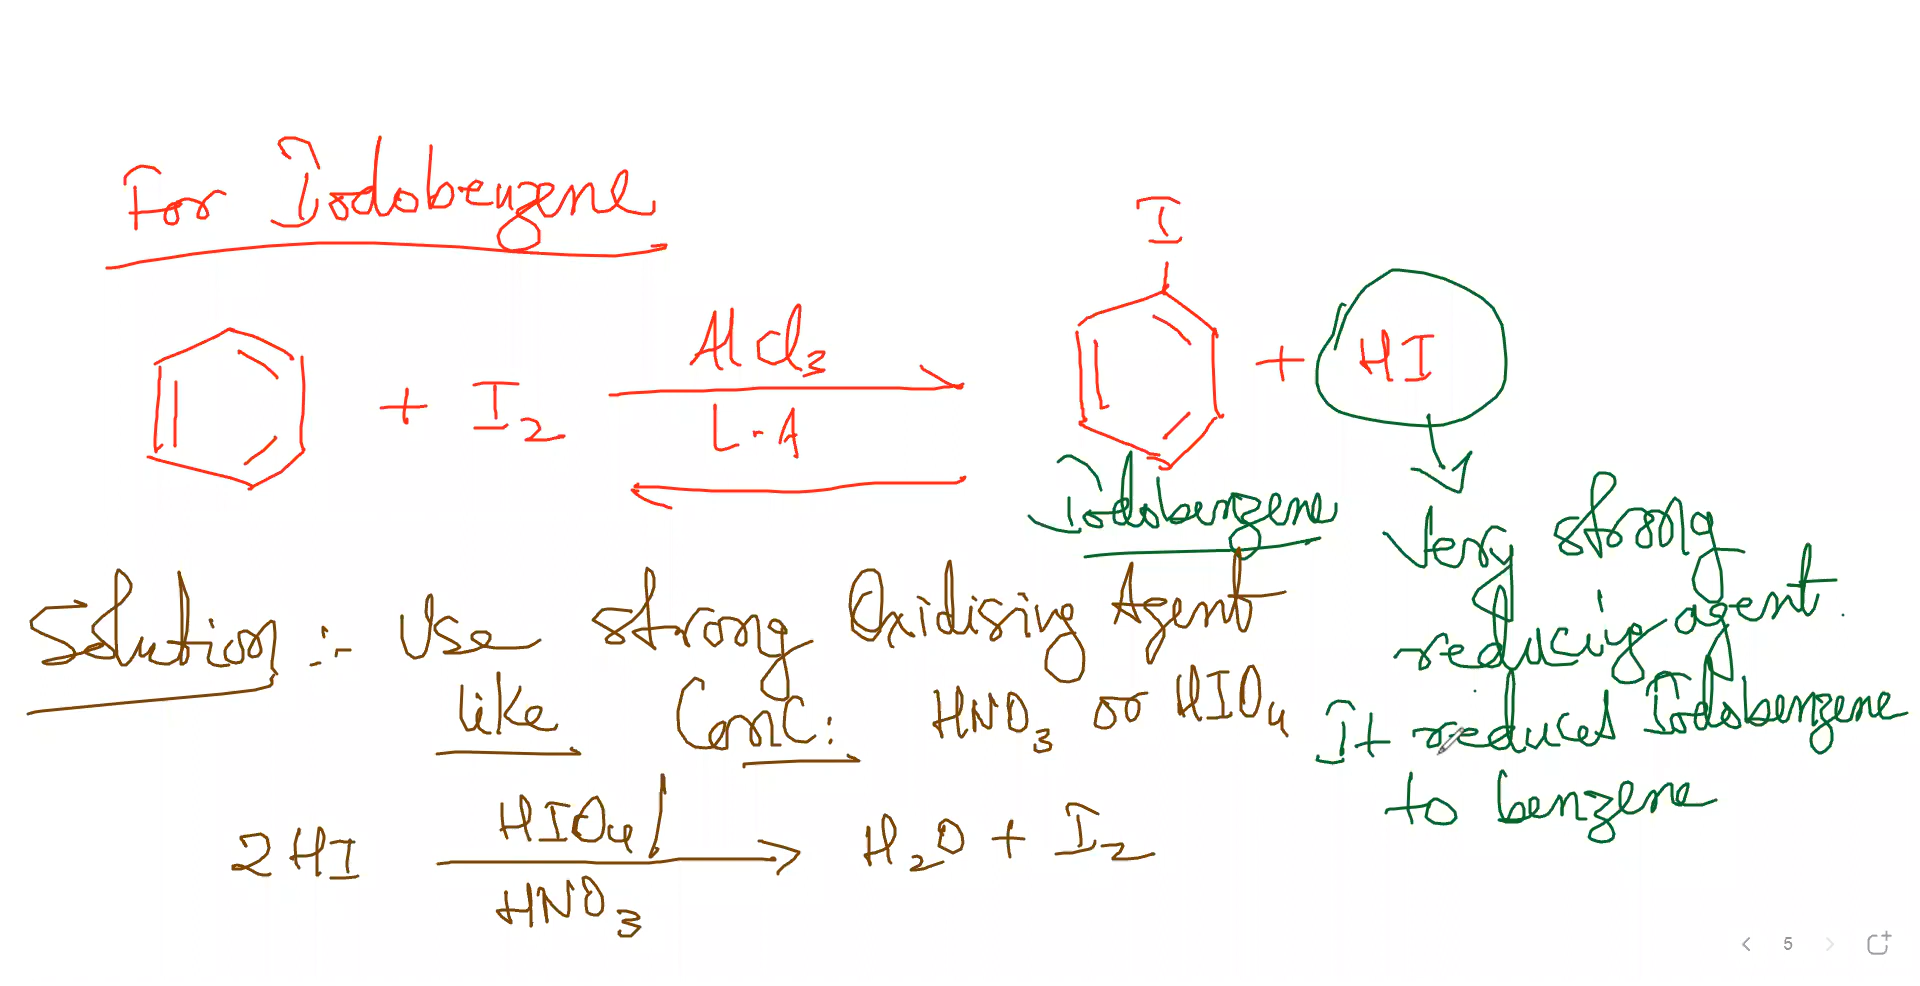 For Iodobenzene
+ I₂
AlCl₃
L-A
I
+ HI
Iodobenzene
Very strong
reducing agent.
It reduces Iodobenzene
to benzene
Solution :- Use strong Oxidising Agent
like Conc: HNO₃ or HIO₄
2HI
HIO₄/
HNO₃
H₂O + I₂
5